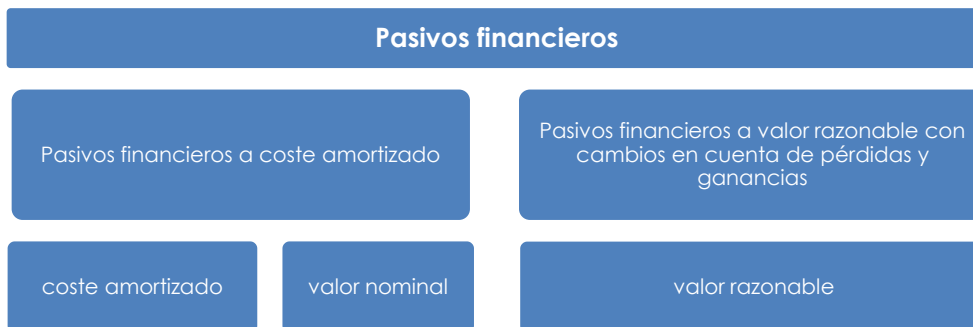 Pasivos financieros
Pasivos financieros a coste amortizado
Pasivos financieros a valor razonable con
cambios en cuenta de pérdidas y
ganancias
coste amortizado
valor nominal
valor razonable